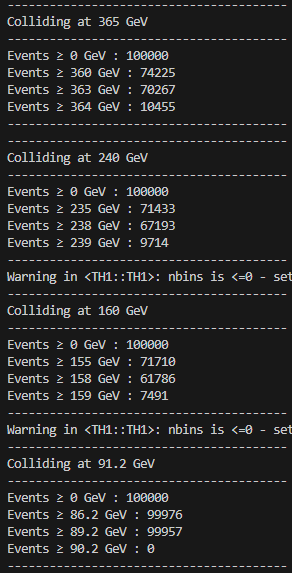 ----------------------------------------
Colliding at 365 GeV
----------------------------------------
Events ≥ 0 GeV : 100000
Events ≥ 360 GeV : 74225
Events ≥ 363 GeV : 70267
Events ≥ 364 GeV : 10455
----------------------------------------
----------------------------------------
Colliding at 240 GeV
----------------------------------------
Events ≥ 0 GeV : 100000
Events ≥ 235 GeV : 71433
Events ≥ 238 GeV : 67193
Events ≥ 239 GeV : 9714
----------------------------------------
Warning in <TH1::TH1>: nbins is <=0 - set
----------------------------------------
Colliding at 160 GeV
----------------------------------------
Events ≥ 0 GeV : 100000
Events ≥ 155 GeV : 71710
Events ≥ 158 GeV : 61786
Events ≥ 159 GeV : 7491
----------------------------------------
Warning in <TH1::TH1>: nbins is <=0 - set
----------------------------------------
Colliding at 91.2 GeV
----------------------------------------
Events ≥ 0 GeV : 100000
Events ≥ 86.2 GeV : 99976
Events ≥ 89.2 GeV : 99957
Events ≥ 90.2 GeV : 0
----------------------------------------